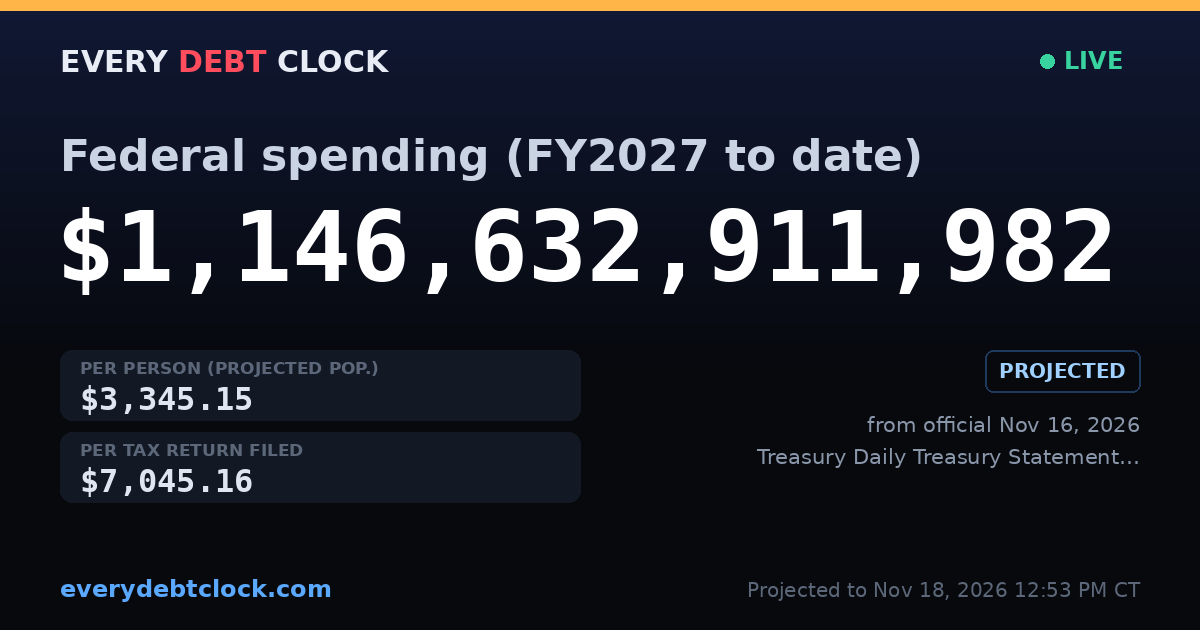 EVERY DEBT CLOCK
LIVE
Federal spending (FY2027 to date)
$1,146,632,911,982
PER PERSON (PROJECTED POP.)
$3,345.15
PER TAX RETURN FILED
$7,045.16
PROJECTED
from official Nov 16, 2026
Treasury Daily Treasury Statement…
everydebtclock.com
Projected to Nov 18, 2026 12:53 PM CT